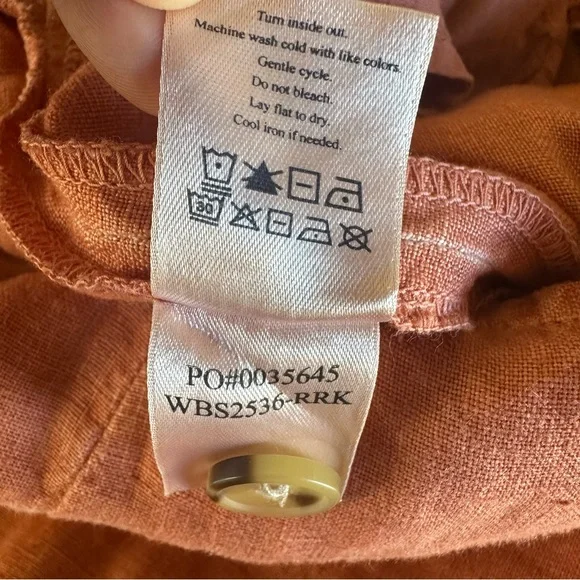 Turn inside out.
Machine wash cold with like colors.
Gentle cycle.
Do not bleach.
Lay flat to dry.
Cool iron if needed.
30
PO#0035645
WBS2536-RRK